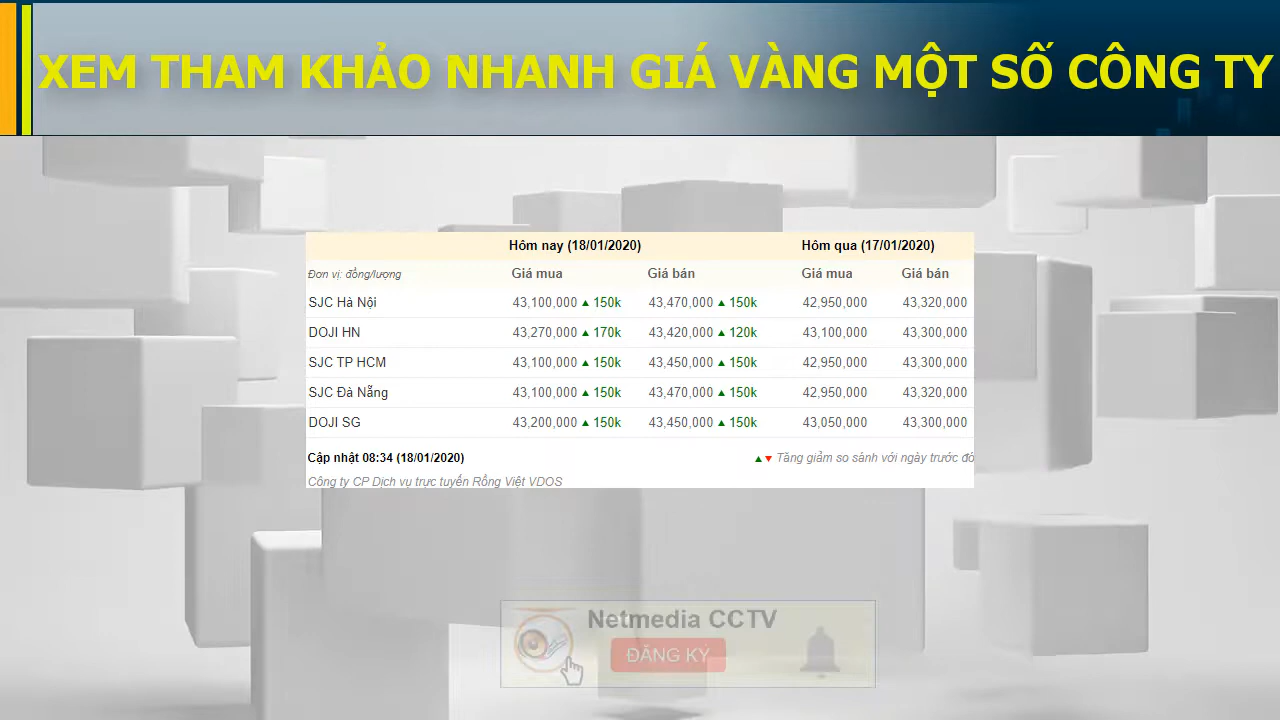 XEM THAM KHẢO NHANH GIÁ VÀNG MỘT SỐ CÔNG TY
Hôm nay (18/01/2020) Hôm qua (17/01/2020)
Đơn vị: đồng/lượng Giá mua Giá bán Giá mua Giá bán
SJC Hà Nội 43,100,000 ▲ 150k 43,470,000 ▲ 150k 42,950,000 43,320,000
DOJI HN 43,270,000 ▲ 170k 43,420,000 ▲ 120k 43,100,000 43,300,000
SJC TP HCM 43,100,000 ▲ 150k 43,450,000 ▲ 150k 42,950,000 43,300,000
SJC Đà Nẵng 43,100,000 ▲ 150k 43,470,000 ▲ 150k 42,950,000 43,320,000
DOJI SG 43,200,000 ▲ 150k 43,450,000 ▲ 150k 43,050,000 43,300,000
Cập nhật 08:34 (18/01/2020) ▲▼ Tăng giảm so sánh với ngày trước đó
Công ty CP Dịch vụ trực tuyến Rồng Việt VDOS
Netmedia CCTV
ĐĂNG KÝ